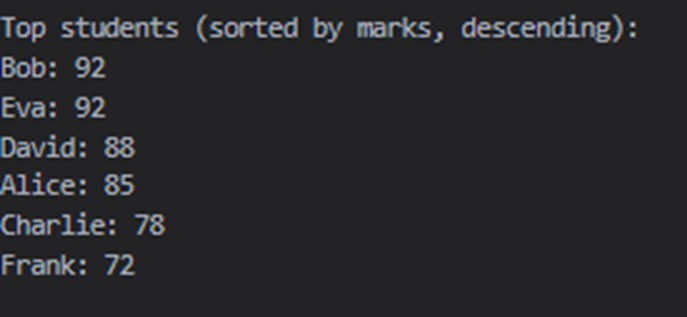 Top students (sorted by marks, descending):
Bob: 92
Eva: 92
David: 88
Alice: 85
Charlie: 78
Frank: 72